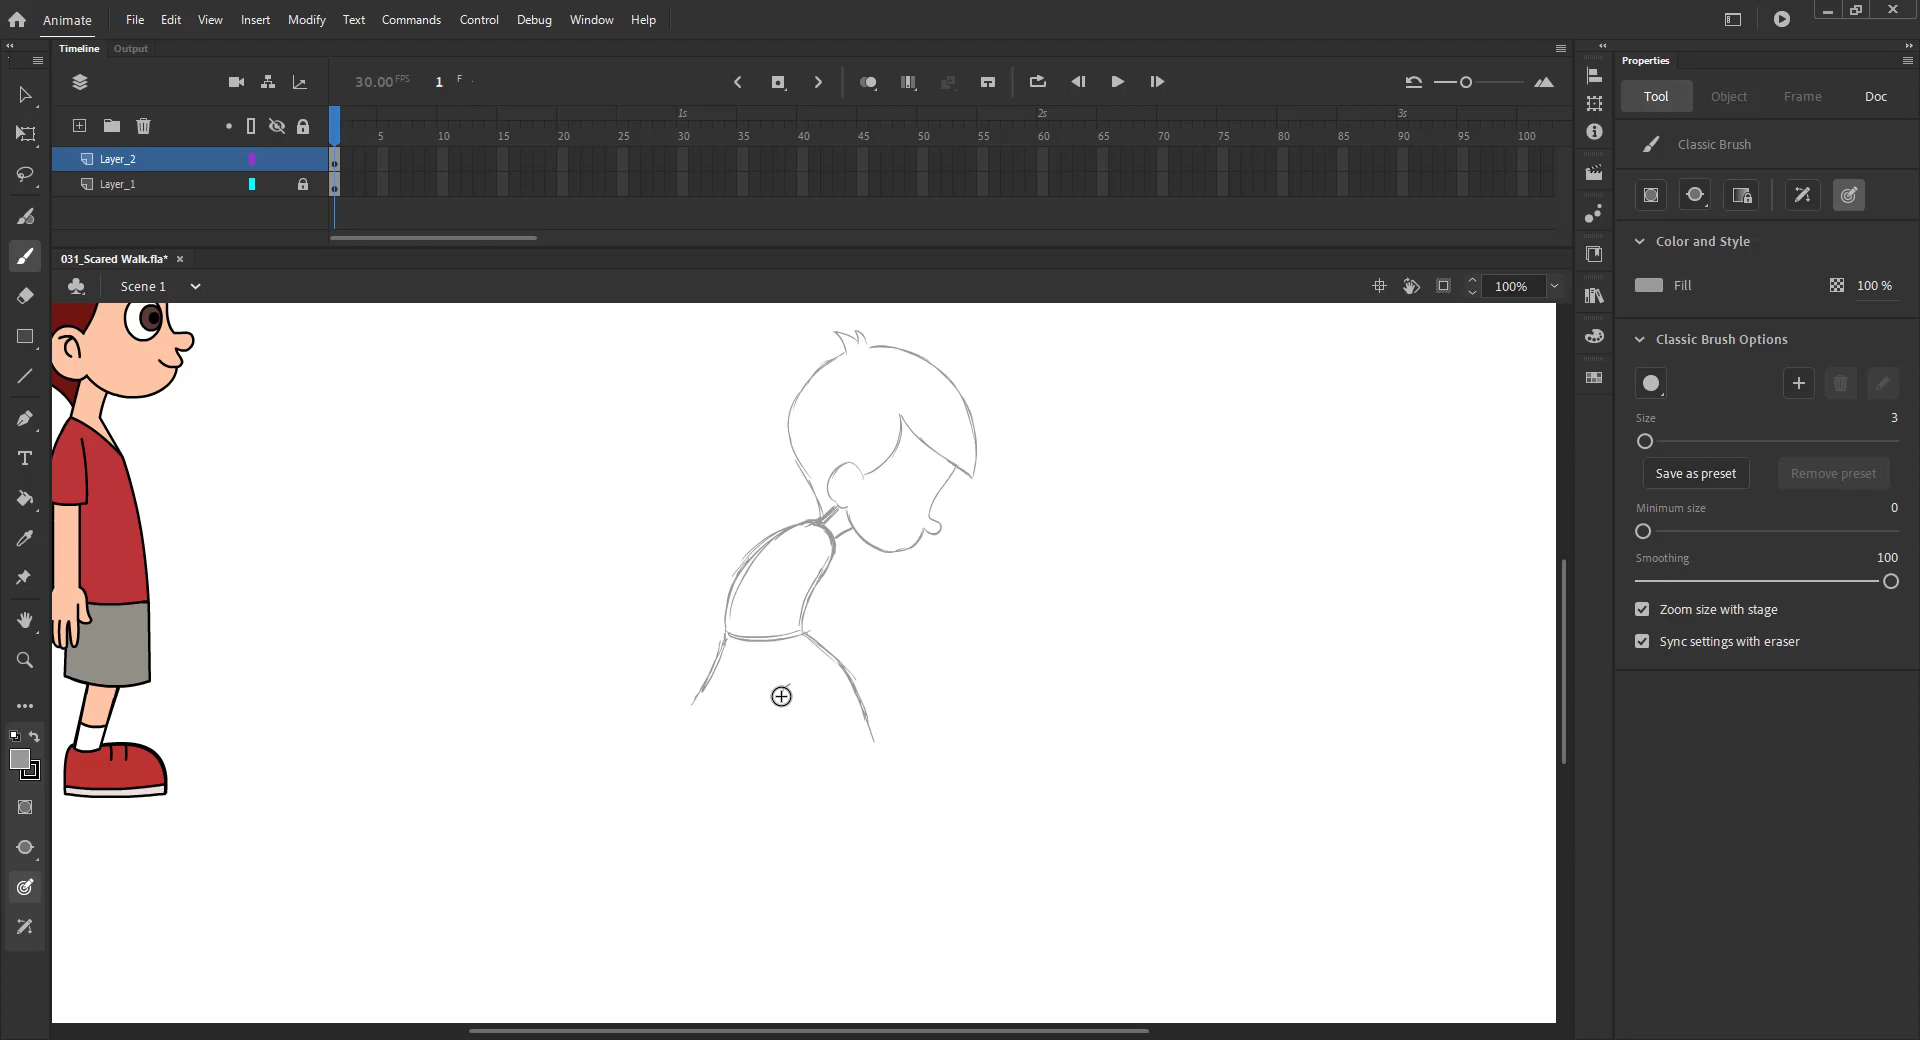 Animate File Edit View Insert Modify Text Commands Control Debug Window Help
Timeline Output
30.00 FPS 1 F
1s 2s 3s
5 10 15 20 25 30 35 40 45 50 55 60 65 70 75 80 85 90 95 100
Layer_2
Layer_1
031_Scared Walk.fla*
Scene 1
100%
Properties
Tool Object Frame Doc
Classic Brush
Color and Style
Fill 100 %
Classic Brush Options
Size 3
Save as preset Remove preset
Minimum size 0
Smoothing 100
Zoom size with stage
Sync settings with eraser